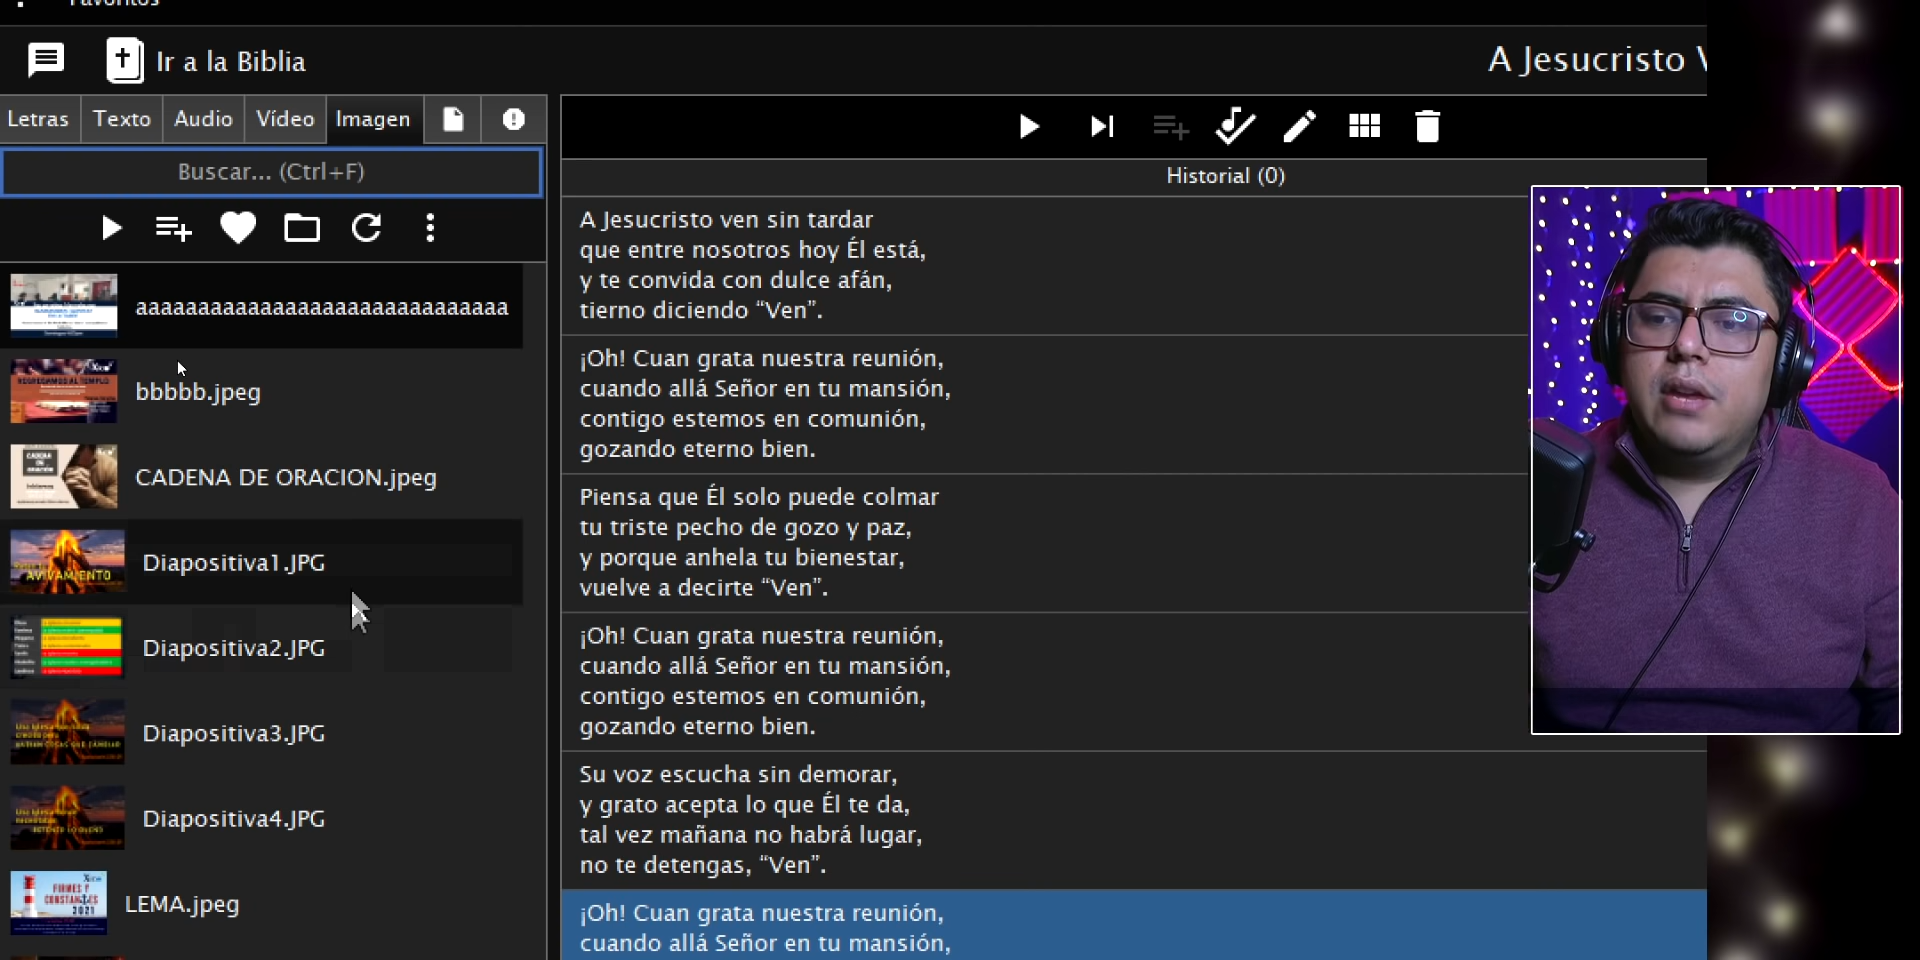 Favoritos
Ir a la Biblia
A Jesucristo
Letras
Texto
Audio
Vídeo
Imagen
Buscar... (Ctrl+F)
Historial (0)
aaaaaaaaaaaaaaaaaaaaaaaaaaaaaa
bbbbb.jpeg
CADENA DE ORACION.jpeg
AVIVAMIENTO
Diapositiva1.JPG
Diapositiva2.JPG
Diapositiva3.JPG
Diapositiva4.JPG
FIRMES Y
CONSTANTES
2021
LEMA.jpeg
A Jesucristo ven sin tardar
que entre nosotros hoy Él está,
y te convida con dulce afán,
tierno diciendo “Ven”.
¡Oh! Cuan grata nuestra reunión,
cuando allá Señor en tu mansión,
contigo estemos en comunión,
gozando eterno bien.
Piensa que Él solo puede colmar
tu triste pecho de gozo y paz,
y porque anhela tu bienestar,
vuelve a decirte “Ven”.
¡Oh! Cuan grata nuestra reunión,
cuando allá Señor en tu mansión,
contigo estemos en comunión,
gozando eterno bien.
Su voz escucha sin demorar,
y grato acepta lo que Él te da,
tal vez mañana no habrá lugar,
no te detengas, “Ven”.
¡Oh! Cuan grata nuestra reunión,
cuando allá Señor en tu mansión,